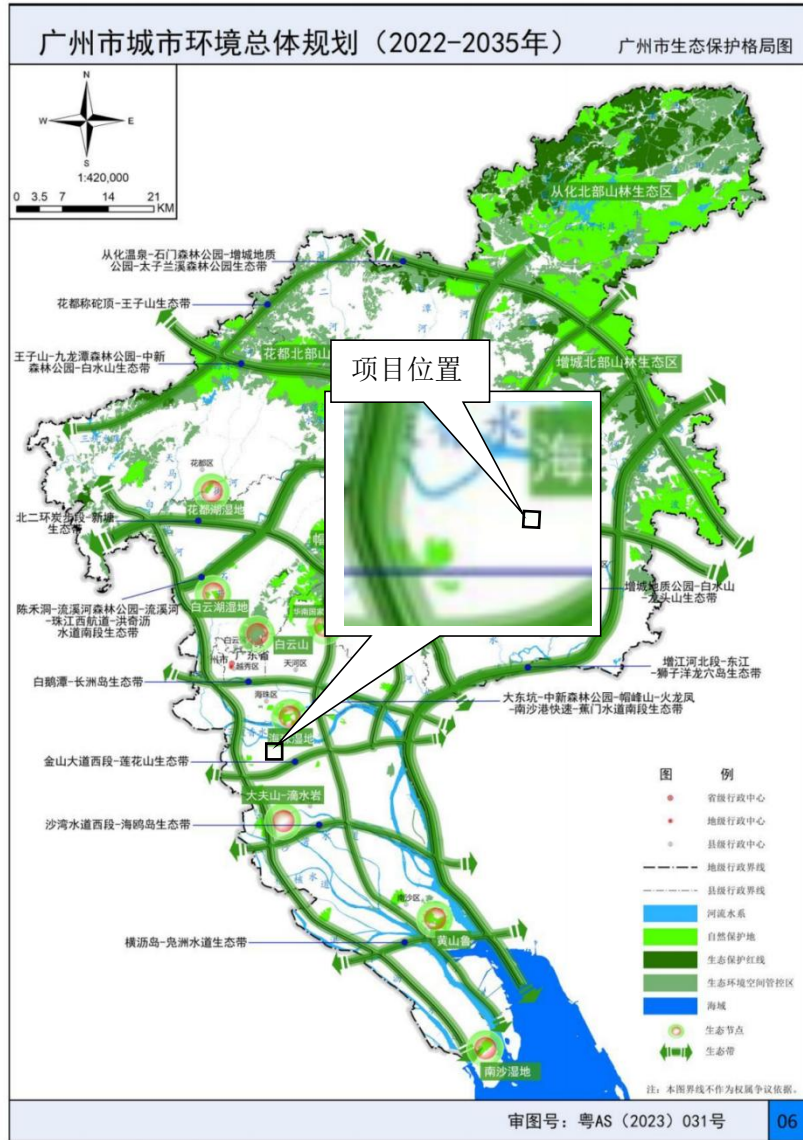 广州市城市环境总体规划（2022-2035年）
广州市生态保护格局图
N
W
E
S
1:420,000
0 3.5 7 14 21
KM
从化北部山林生态区
从化温泉-石门森林公园-增城地质
公园-太子兰溪森林公园生态带
花都称砣顶-王子山生态带
王子山-九龙潭森林公园-中新
森林公园-白水山生态带
花都北部山
项目位置
增城北部山林生态区
水
海
花都区
花都湖湿地
北二环炭步段-新塘
生态带
帽
增城地质公园-白水山
-龙头山生态带
陈禾洞-流溪河森林公园-流溪河
-珠江西航道-洪奇沥
水道南段生态带
白云湖湿地
华南国家
白云山
广东省
越秀区
天河区
增江河北段-东江
-狮子洋龙穴岛生态带
白鹅潭-长洲岛生态带
海珠区
大东坑-中新森林公园-帽峰山-火龙凤
-南沙港快速-蕉门水道南段生态带
金山大道西段-莲花山生态带
大夫山-滴水岩
沙湾水道西段-海鸥岛生态带
南沙区
黄山鲁
横沥岛-凫洲水道生态带
南沙湿地
图 例
省级行政中心
地级行政中心
县级行政中心
地级行政界线
县级行政界线
河流水系
自然保护地
生态保护红线
生态环境空间管控区
海域
生态节点
生态带
注：本图界线不作为权属争议依据。
审图号：粤AS（2023）031号
06